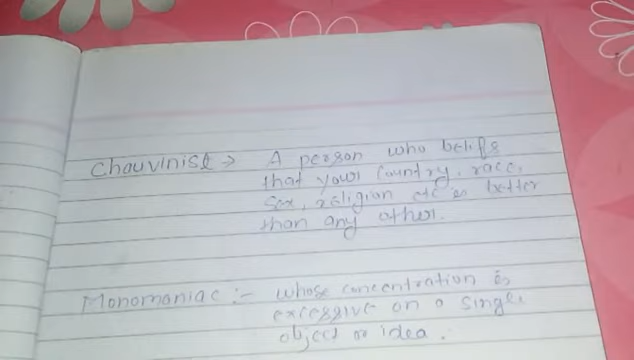 Chauvinist → A person who belifs
that your Country, race,
Sex, religion etc is better
than any other.
Monomaniac :- whose concentration is
excessive on a single
object or idea.